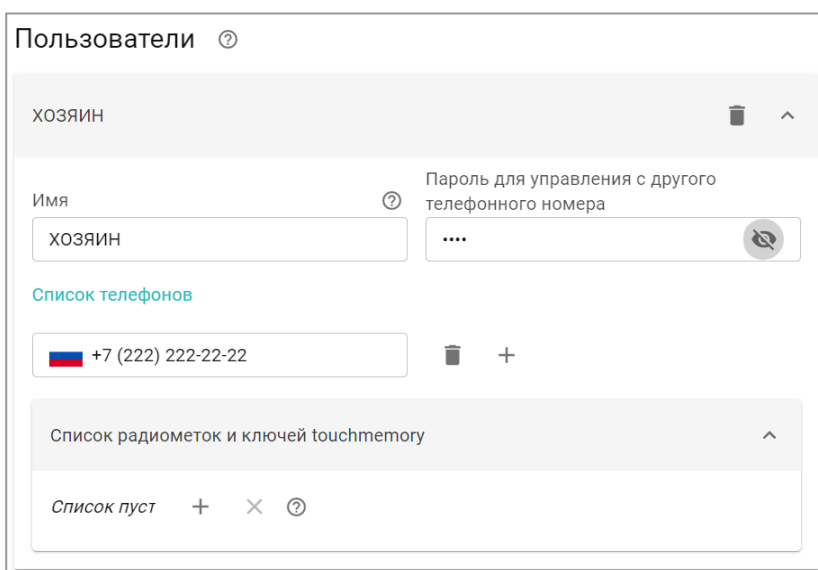 Пользователи
ХОЗЯИН
Имя
Пароль для управления с другого
телефонного номера
ХОЗЯИН
••••
Список телефонов
+7 (222) 222-22-22
Список радиометок и ключей touchmemory
Список пуст